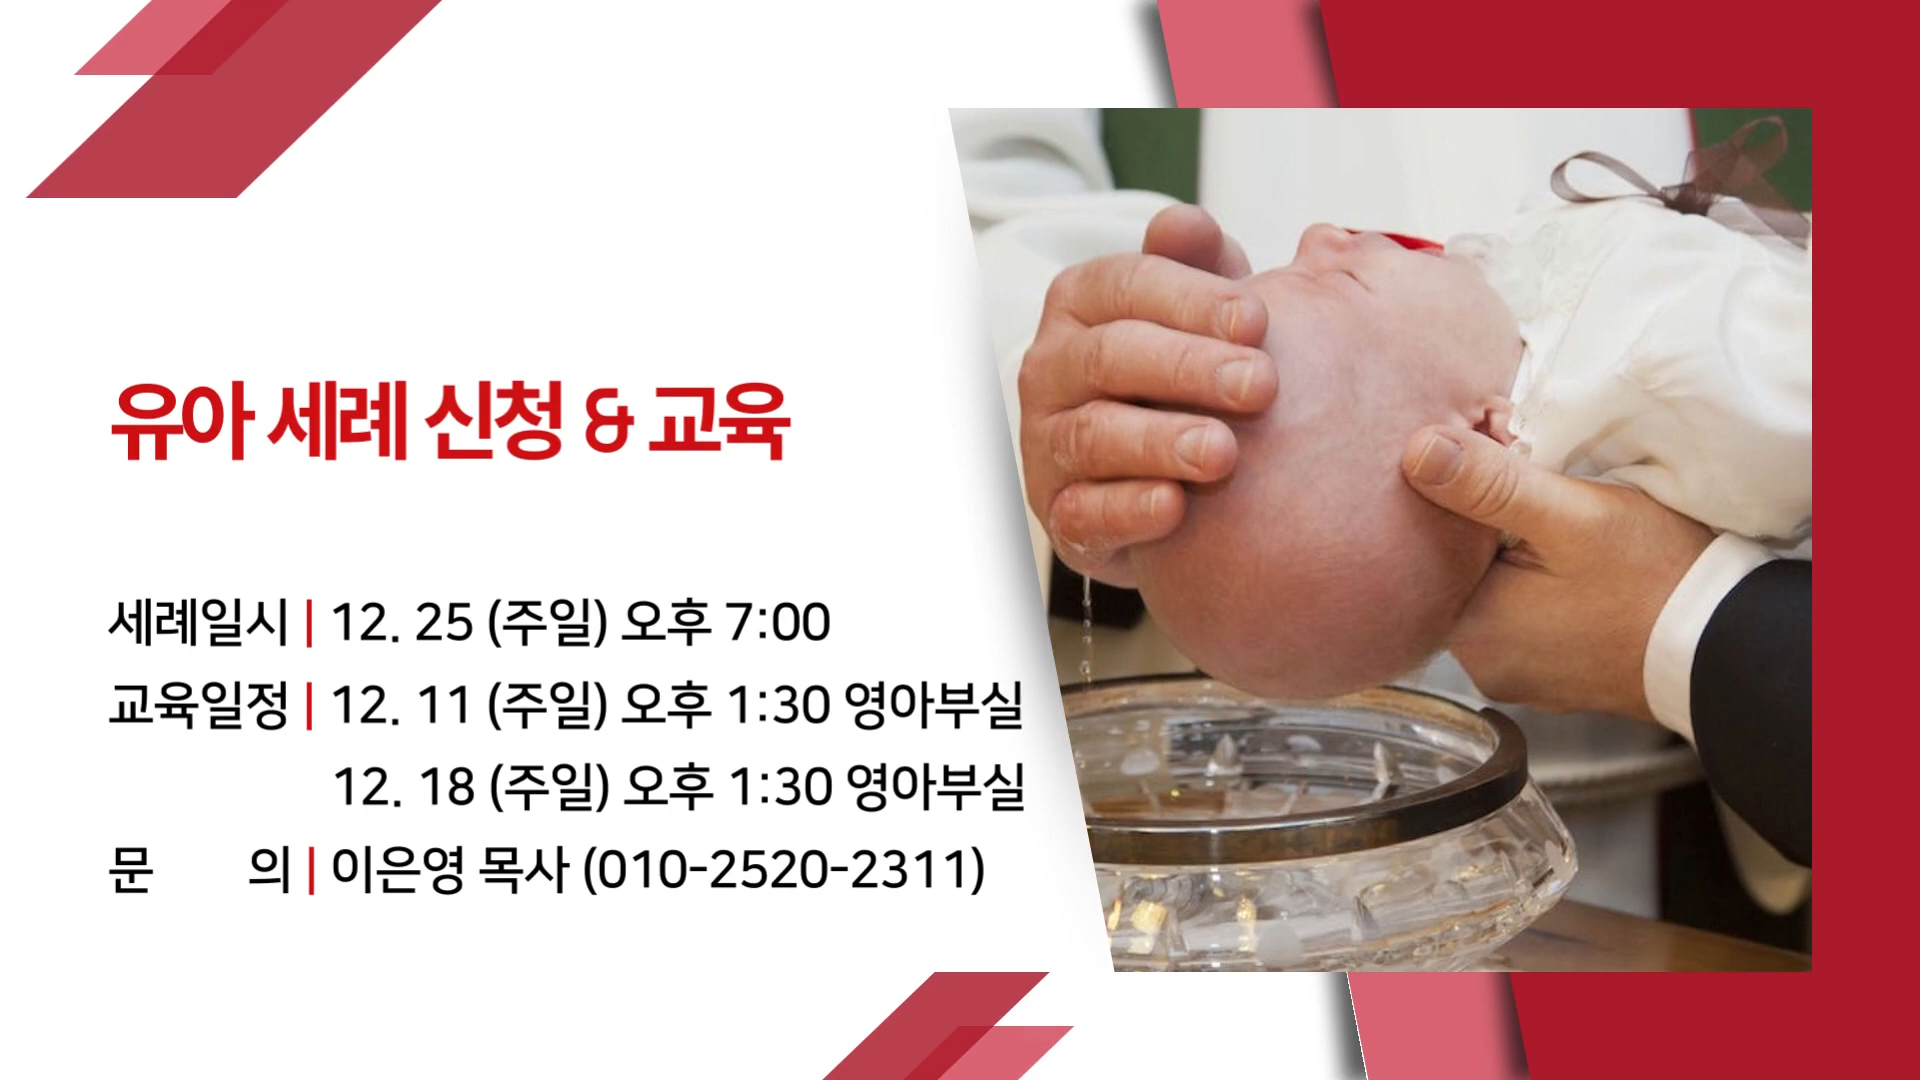 유아 세례 신청 & 교육
세례일시 | 12. 25 (주일) 오후 7:00
교육일정 | 12. 11 (주일) 오후 1:30 영아부실
12. 18 (주일) 오후 1:30 영아부실
문 의 | 이은영 목사 (010-2520-2311)